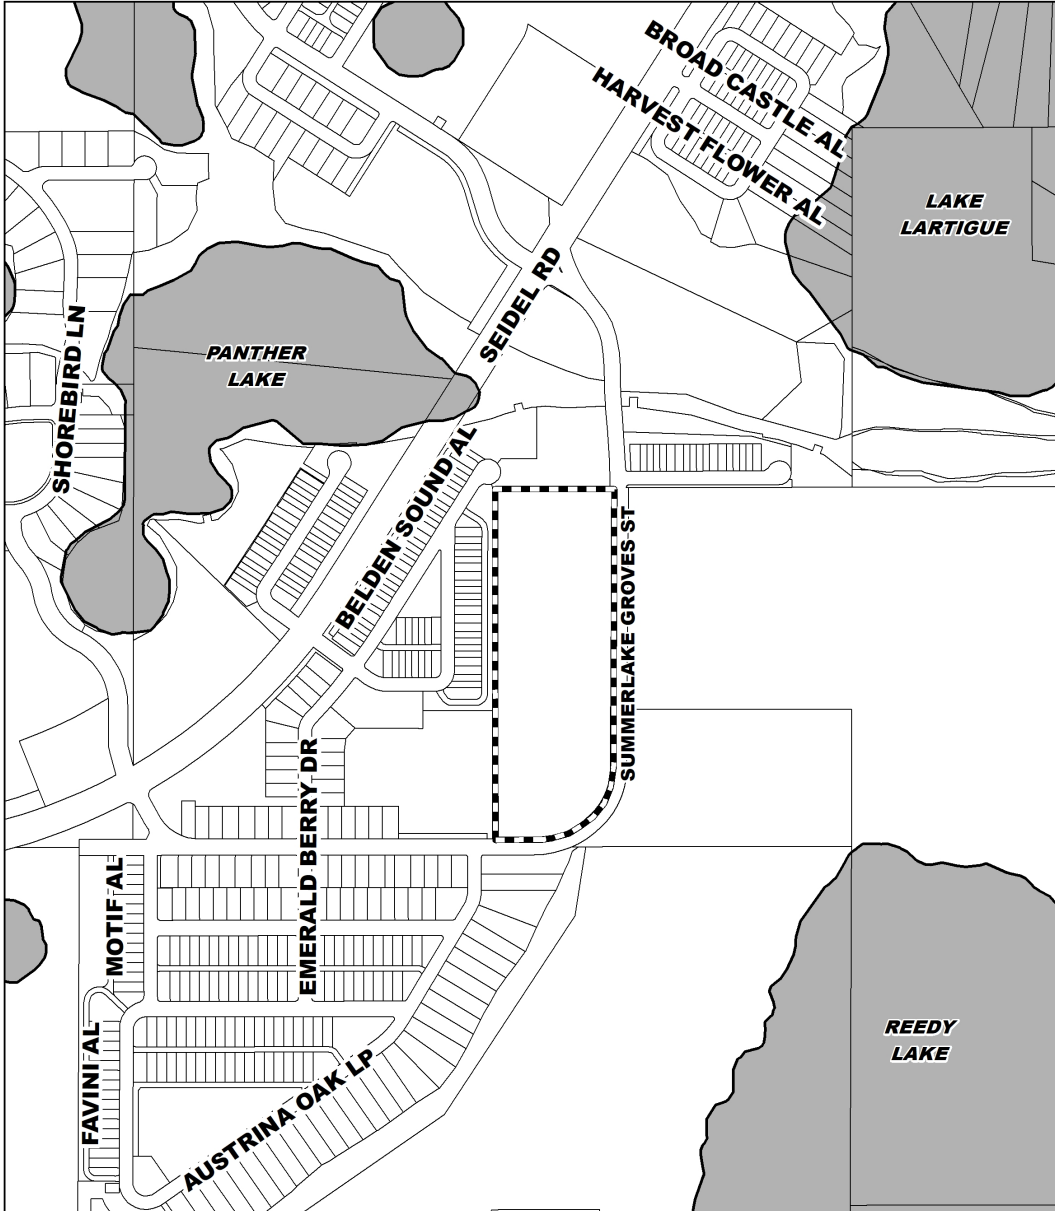 BROAD CASTLE AL
HARVEST FLOWER AL
LAKE
LARTIGUE
SEIDEL RD
SHOREBIRD LN
PANTHER
LAKE
BELDEN SOUND AL
SUMMERLAKE GROVES ST
EMERALD BERRY DR
MOTIF AL
FAVINI AL
AUSTRINA OAK LP
REEDY
LAKE